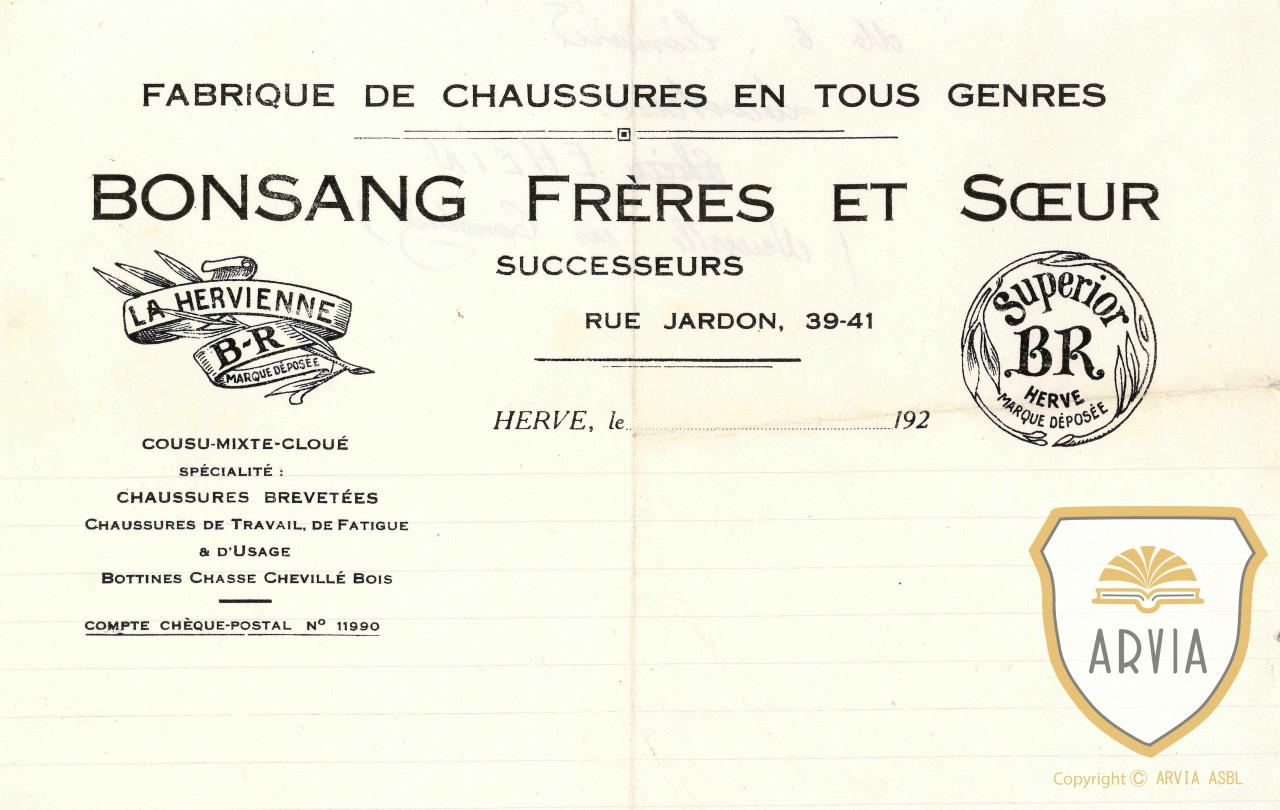 FABRIQUE DE CHAUSSURES EN TOUS GENRES
BONSANG FRÈRES ET SŒUR
SUCCESSEURS
RUE JARDON, 39-41
LA HERVIENNE
B-R
MARQUE DÉPOSÉE
Superior
BR
HERVE
MARQUE DÉPOSÉE
HERVE, le 192
COUSU-MIXTE-CLOUÉ
SPÉCIALITÉ :
CHAUSSURES BREVETÉES
CHAUSSURES DE TRAVAIL, DE FATIGUE
& D'USAGE
BOTTINES CHASSE CHEVILLÉ BOIS
COMPTE CHÈQUE-POSTAL Nº 11990
ARVIA
Copyright © ARVIA ASBL